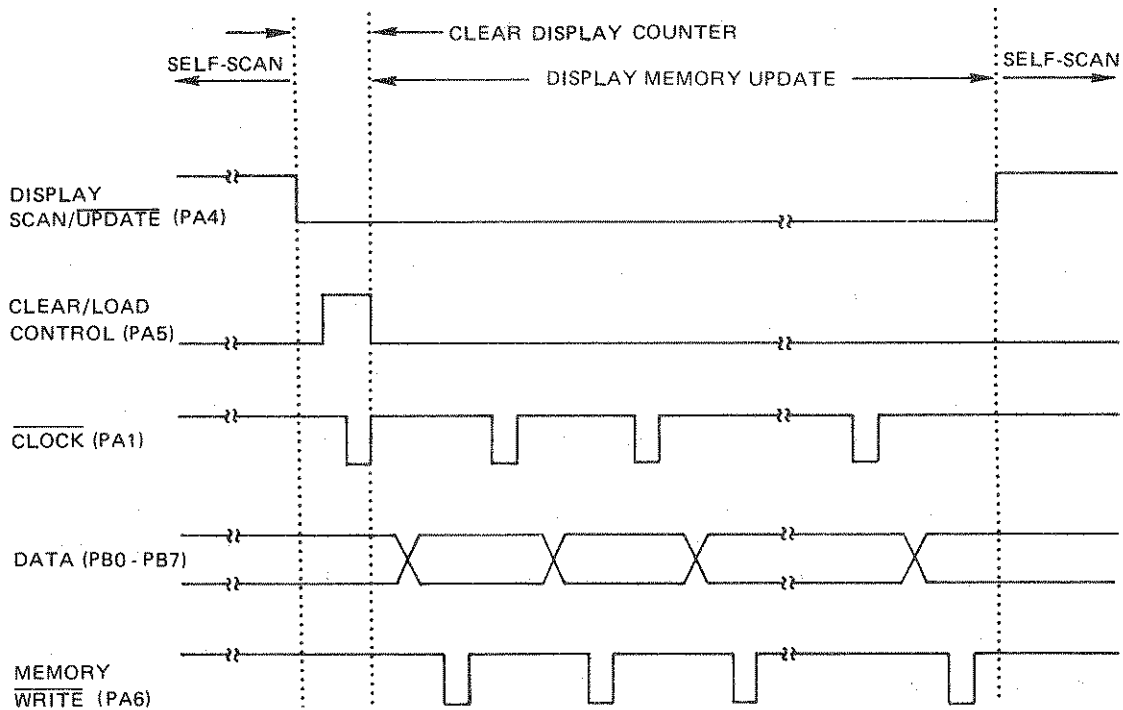 CLEAR DISPLAY COUNTER
SELF-SCAN
DISPLAY MEMORY UPDATE
SELF-SCAN
DISPLAY
SCAN/UPDATE (PA4)
CLEAR/LOAD
CONTROL (PA5)
CLOCK (PA1)
DATA (PB0 - PB7)
MEMORY
WRITE (PA6)